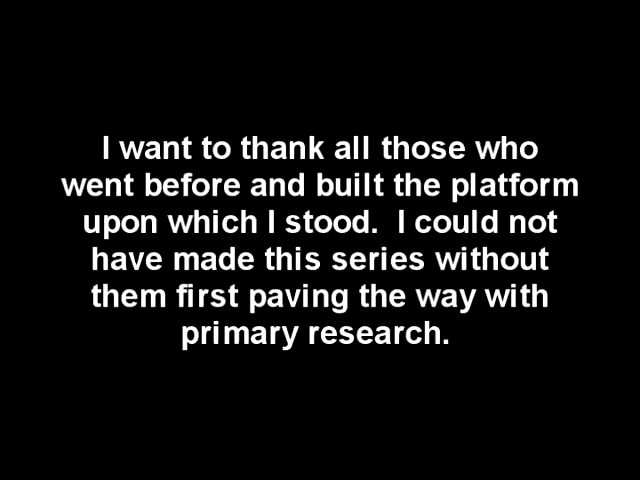 I want to thank all those who
went before and built the platform
upon which I stood.  I could not
have made this series without
them first paving the way with
primary research.